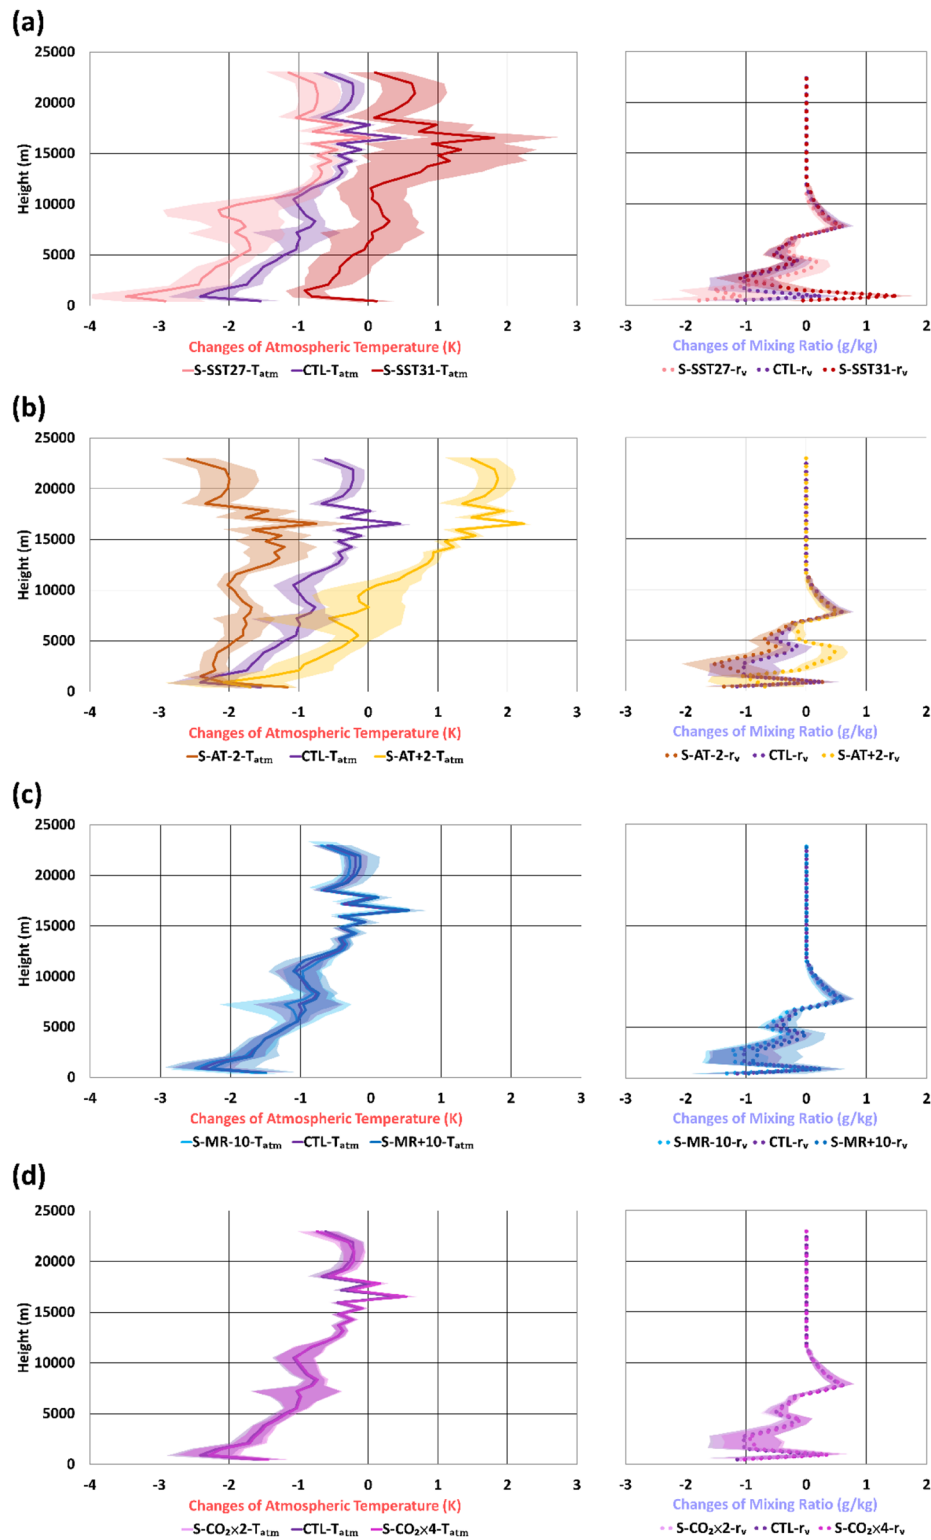 (a)
25000
20000
15000
10000
5000
0
Height (m)
-4 -3 -2 -1 0 1 2 3
-3 -2 -1 0 1 2
Changes of Atmospheric Temperature (K)
Changes of Mixing Ratio (g/kg)
S-SST27-Tatm CTL-Tatm S-SST31-Tatm
S-SST27-rv CTL-rv S-SST31-rv
(b)
25000
20000
15000
10000
5000
0
Height (m)
-4 -3 -2 -1 0 1 2 3
-3 -2 -1 0 1 2
Changes of Atmospheric Temperature (K)
Changes of Mixing Ratio (g/kg)
S-AT-2-Tatm CTL-Tatm S-AT+2-Tatm
S-AT-2-rv CTL-rv S-AT+2-rv
(c)
25000
20000
15000
10000
5000
0
Height (m)
-4 -3 -2 -1 0 1 2 3
-3 -2 -1 0 1 2
Changes of Atmospheric Temperature (K)
Changes of Mixing Ratio (g/kg)
S-MR-10-Tatm CTL-Tatm S-MR+10-Tatm
S-MR-10-rv CTL-rv S-MR+10-rv
(d)
25000
20000
15000
10000
5000
0
Height (m)
-4 -3 -2 -1 0 1 2 3
-3 -2 -1 0 1 2
Changes of Atmospheric Temperature (K)
Changes of Mixing Ratio (g/kg)
S-CO₂×2-Tatm CTL-Tatm S-CO₂×4-Tatm
S-CO₂×2-rv CTL-rv S-CO₂×4-rv